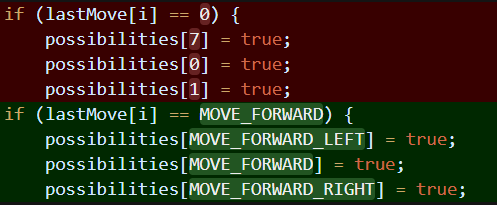 if (lastMove[i] == 0) {
    possibilities[7] = true;
    possibilities[0] = true;
    possibilities[1] = true;
if (lastMove[i] == MOVE_FORWARD) {
    possibilities[MOVE_FORWARD_LEFT] = true;
    possibilities[MOVE_FORWARD] = true;
    possibilities[MOVE_FORWARD_RIGHT] = true;